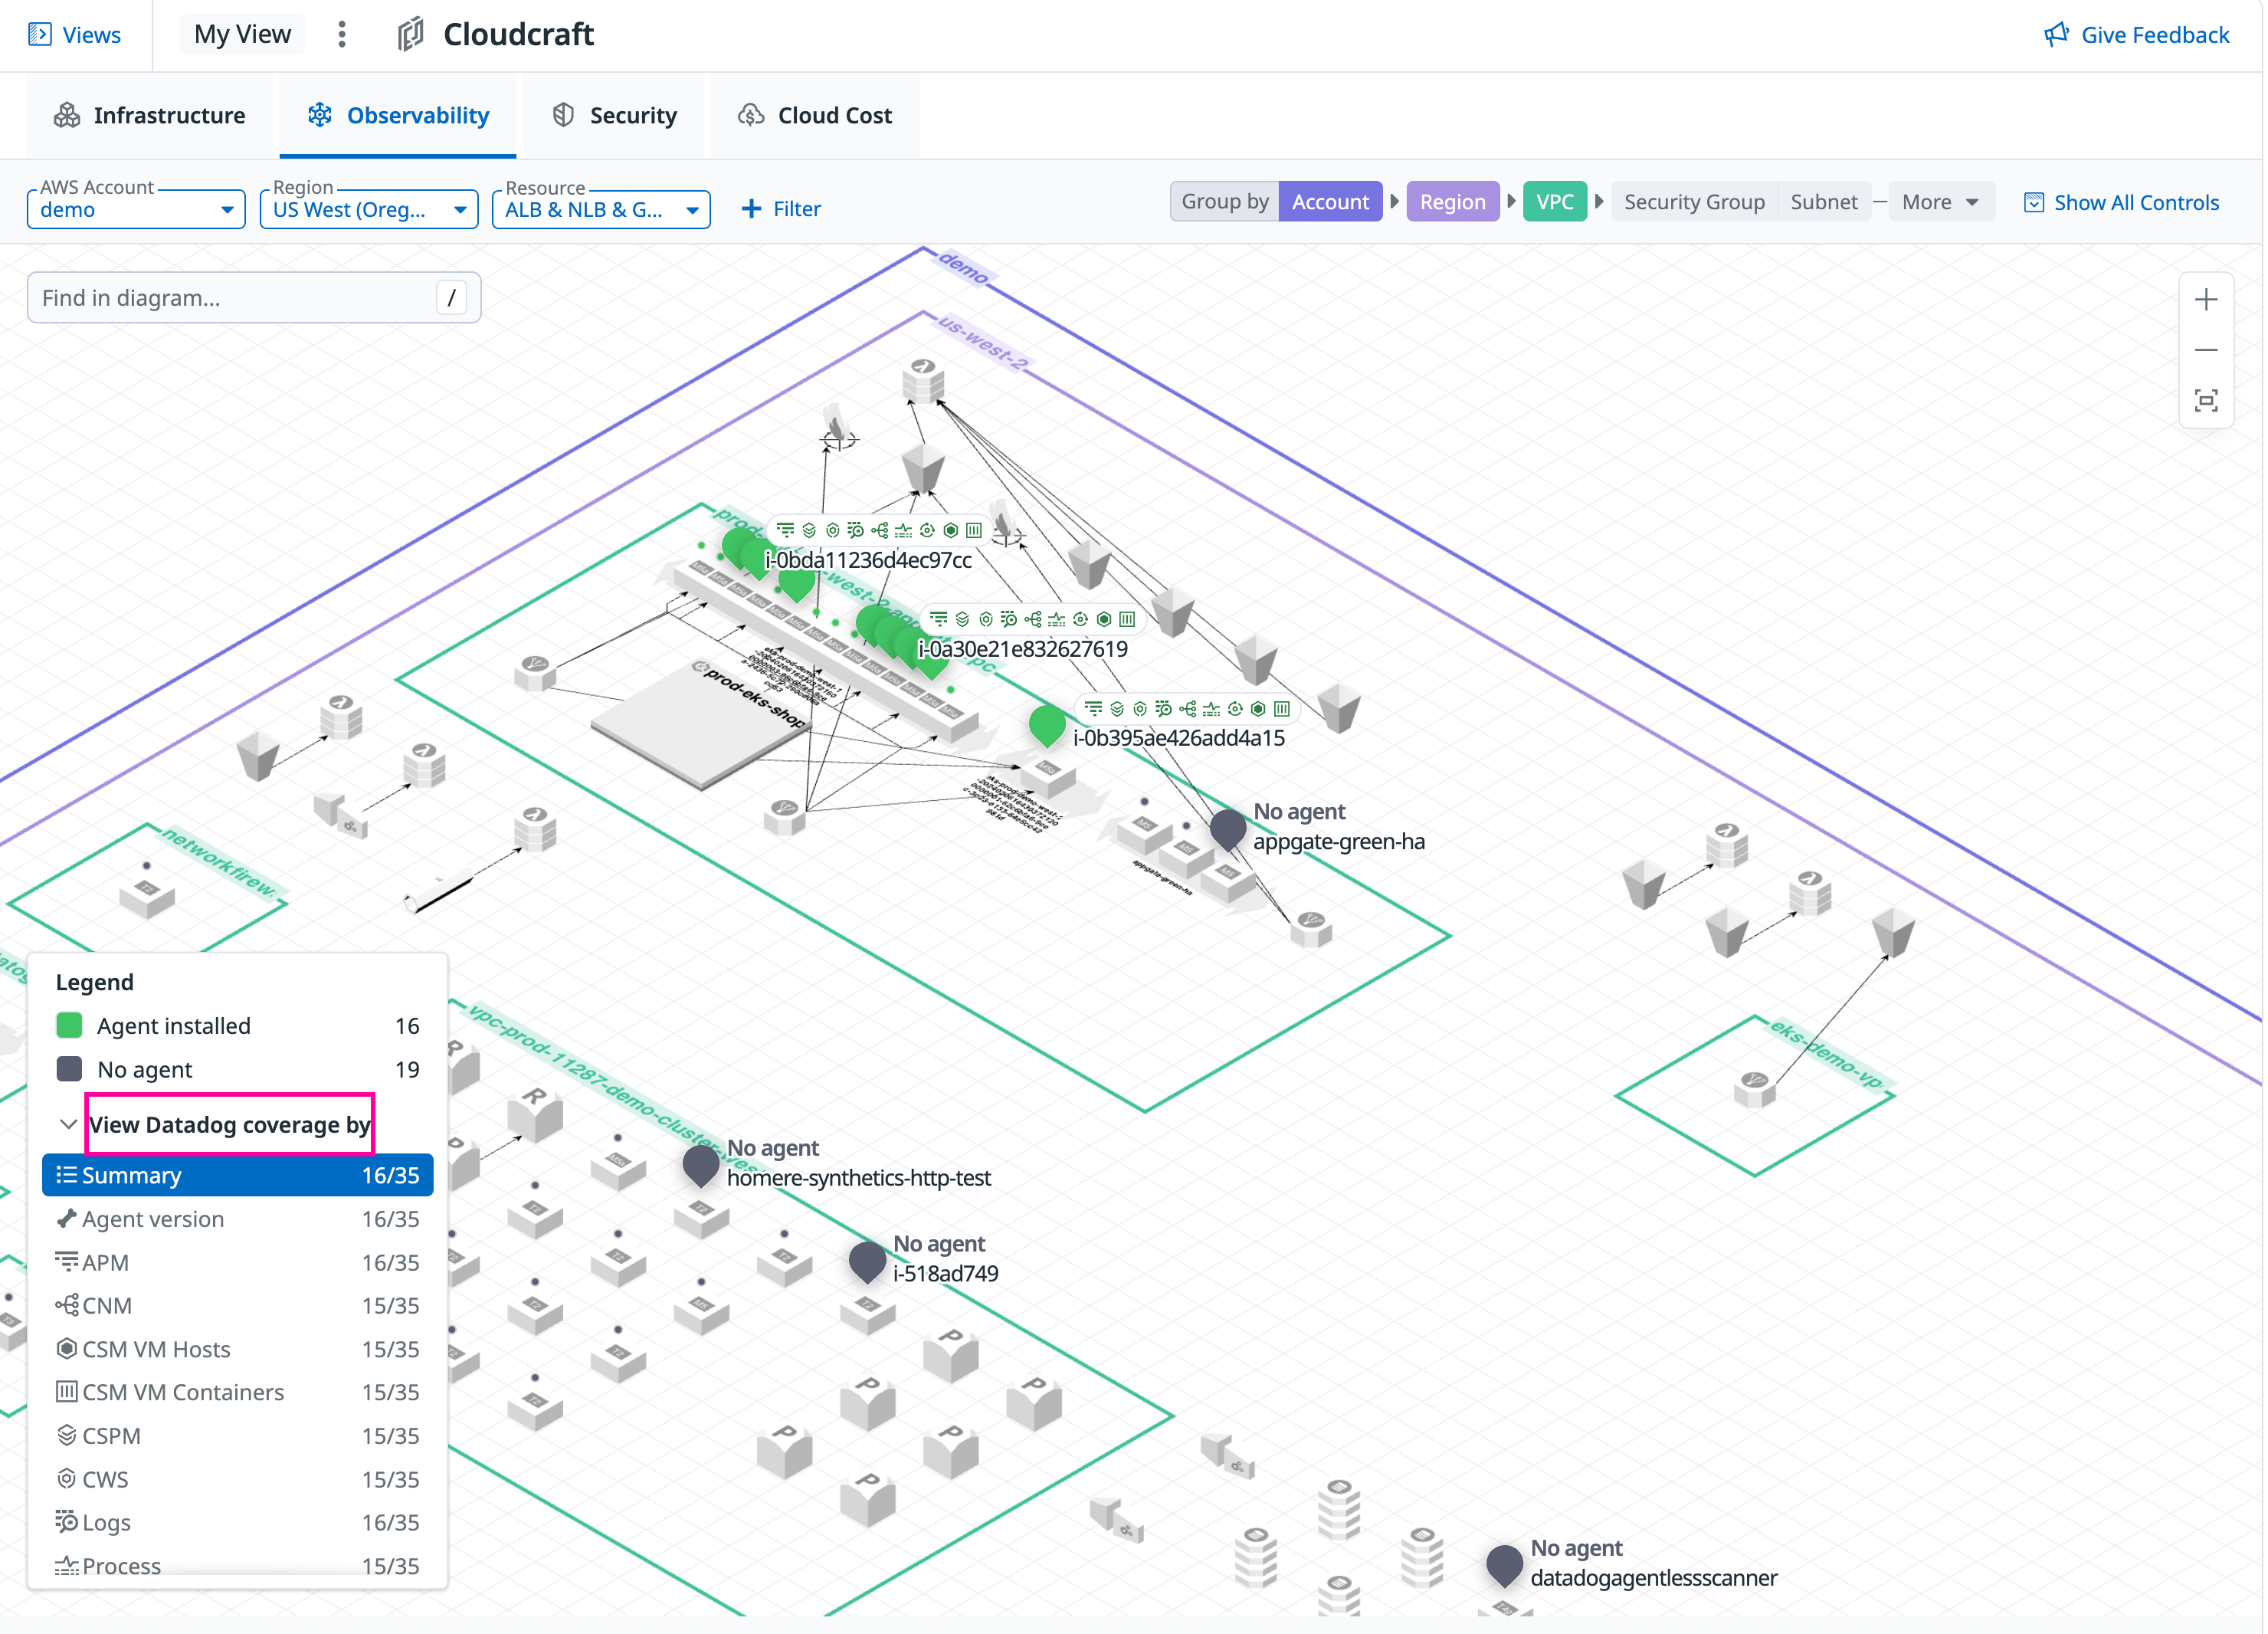 Views
My View
Cloudcraft
Give Feedback
Infrastructure
Observability
Security
Cloud Cost
AWS Account
demo
Region
US West (Oreg...
Resource
ALB & NLB & G...
+ Filter
Group by
Account
Region
VPC
Security Group
Subnet
More
Show All Controls
Find in diagram...
/
demo
us-west-2
i-0bda11236d4ec97cc
i-0a30e21e832627619
i-0b395ae426add4a15
prod-eks-shop
No agent
appgate-green-ha
appgate-green-ha
networkfirew
eks-demo-vp
vpc-prod-11287-demo-cluster-wes
No agent
homere-synthetics-http-test
No agent
i-518ad749
No agent
datadogagentlessscanner
Legend
Agent installed 16
No agent 19
View Datadog coverage by
Summary 16/35
Agent version 16/35
APM 16/35
CNM 15/35
CSM VM Hosts 15/35
CSM VM Containers 15/35
CSPM 15/35
CWS 15/35
Logs 16/35
Process 15/35